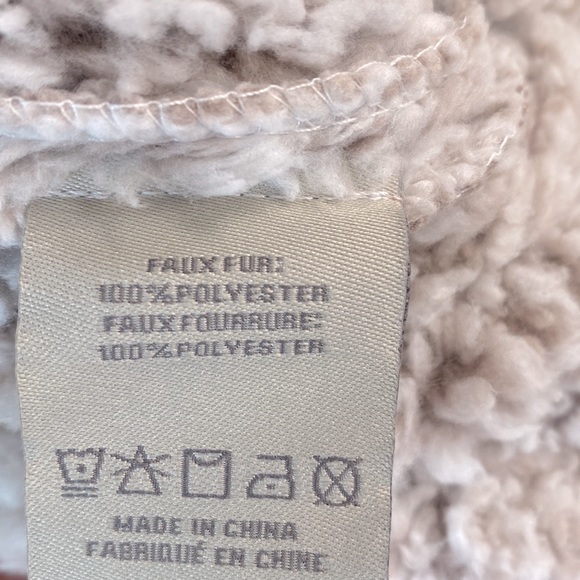 FAUX FUR:
100% POLYESTER
FAUX FOURRURE:
100% POLYESTER
MADE IN CHINA
FABRIQUÉ EN CHINE